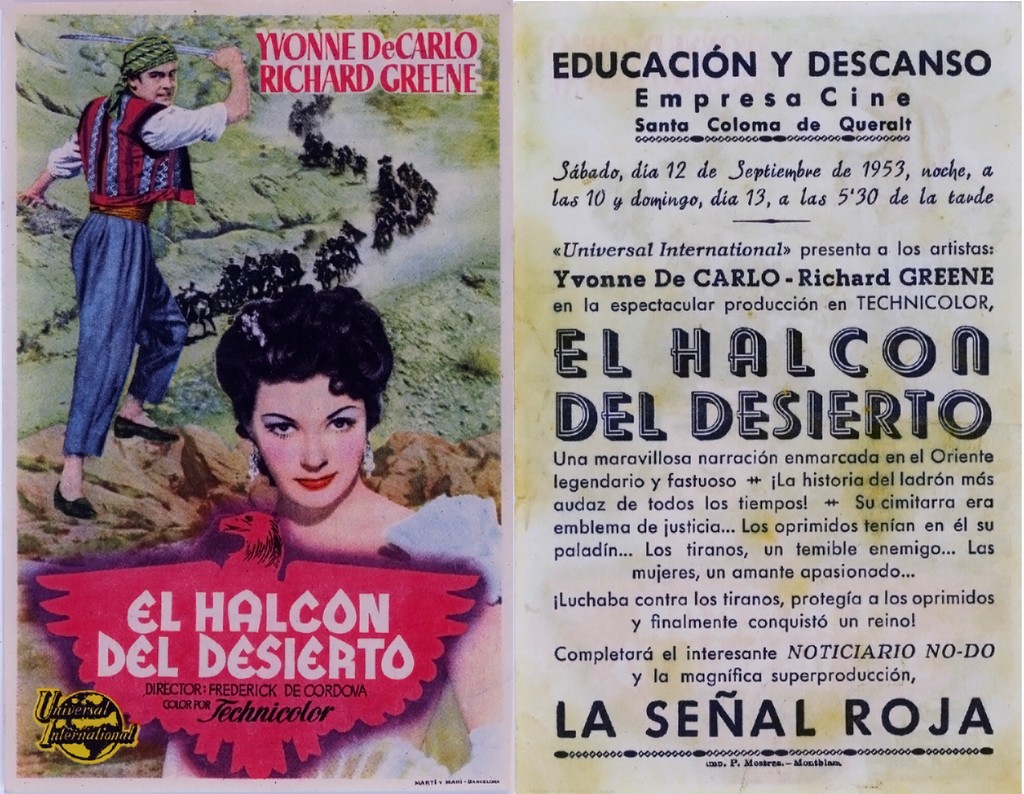 YVONNE DeCARLO
RICHARD GREENE
EL HALCON
DEL DESIERTO
DIRECTOR: FREDERICK DE CORDOVA
COLOR POR Technicolor
Universal
International
MARTÍ Y MARÍ - BARCELONA
EDUCACIÓN Y DESCANSO
Empresa Cine
Santa Coloma de Queralt
Sábado, día 12 de Septiembre de 1953, noche, a
las 10 y domingo, día 13, a las 5'30 de la tarde
«Universal International» presenta a los artistas:
Yvonne De CARLO - Richard GREENE
en la espectacular producción en TECHNICOLOR,
EL HALCON
DEL DESIERTO
Una maravillosa narración enmarcada en el Oriente
legendario y fastuoso ↔ ¡La historia del ladrón más
audaz de todos los tiempos! ↔ Su cimitarra era
emblema de justicia... Los oprimidos tenían en él su
paladín... Los tiranos, un temible enemigo... Las
mujeres, un amante apasionado...
¡Luchaba contra los tiranos, protegía a los oprimidos
y finalmente conquistó un reino!
Completará el interesante NOTICIARIO NO-DO
y la magnífica superproducción,
LA SEÑAL ROJA
Imp. P. Mostres. - Montblanc